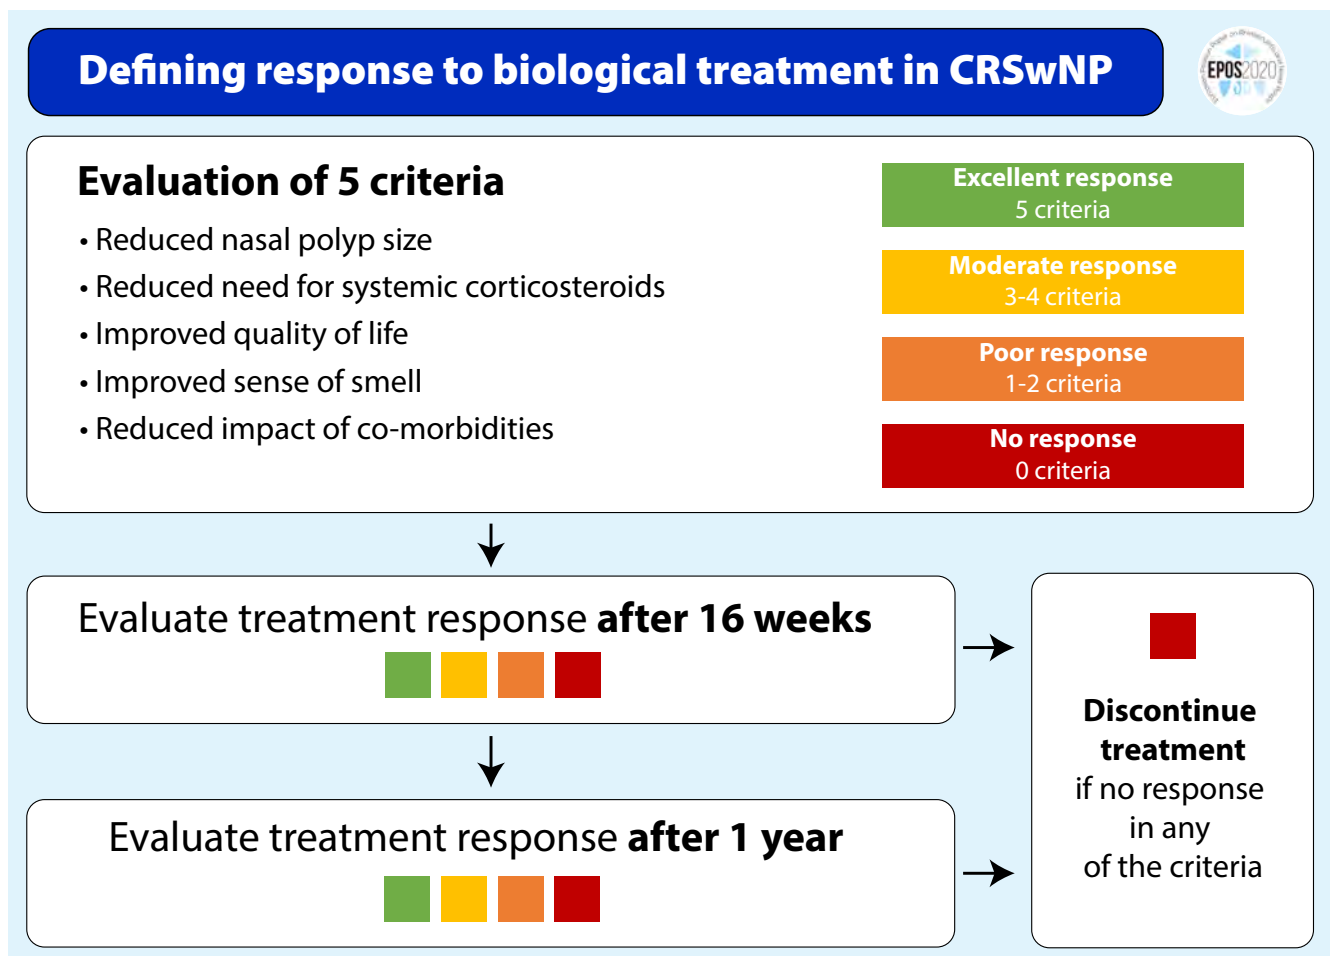 Defining response to biological treatment in CRSwNP
EPOS2020
Evaluation of 5 criteria
• Reduced nasal polyp size
• Reduced need for systemic corticosteroids
• Improved quality of life
• Improved sense of smell
• Reduced impact of co-morbidities
Excellent response
5 criteria
Moderate response
3-4 criteria
Poor response
1-2 criteria
No response
0 criteria
Evaluate treatment response after 16 weeks
Evaluate treatment response after 1 year
Discontinue
treatment
if no response
in any
of the criteria